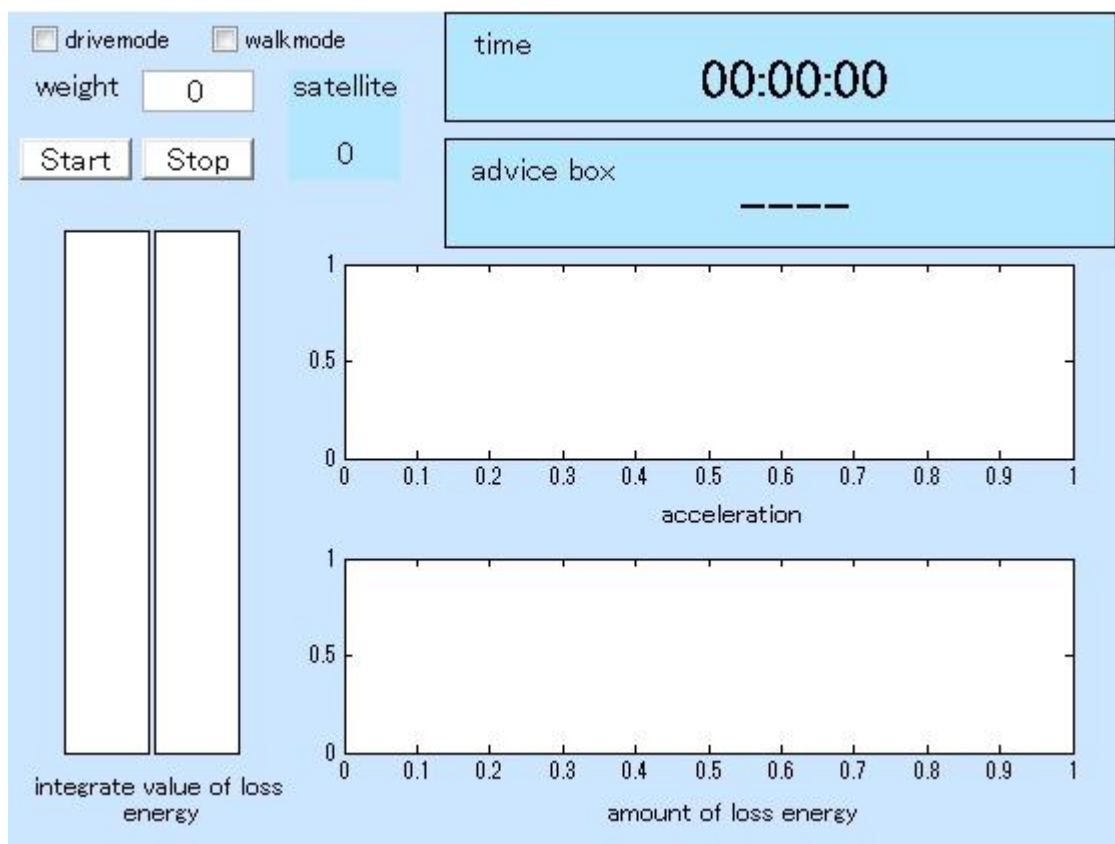 drivemode walkmode
weight 0 satellite
0
Start Stop
time
00:00:00
advice box
----
1
0.5
0
0 0.1 0.2 0.3 0.4 0.5 0.6 0.7 0.8 0.9 1
acceleration
1
0.5
0
0 0.1 0.2 0.3 0.4 0.5 0.6 0.7 0.8 0.9 1
amount of loss energy
integrate value of loss
energy